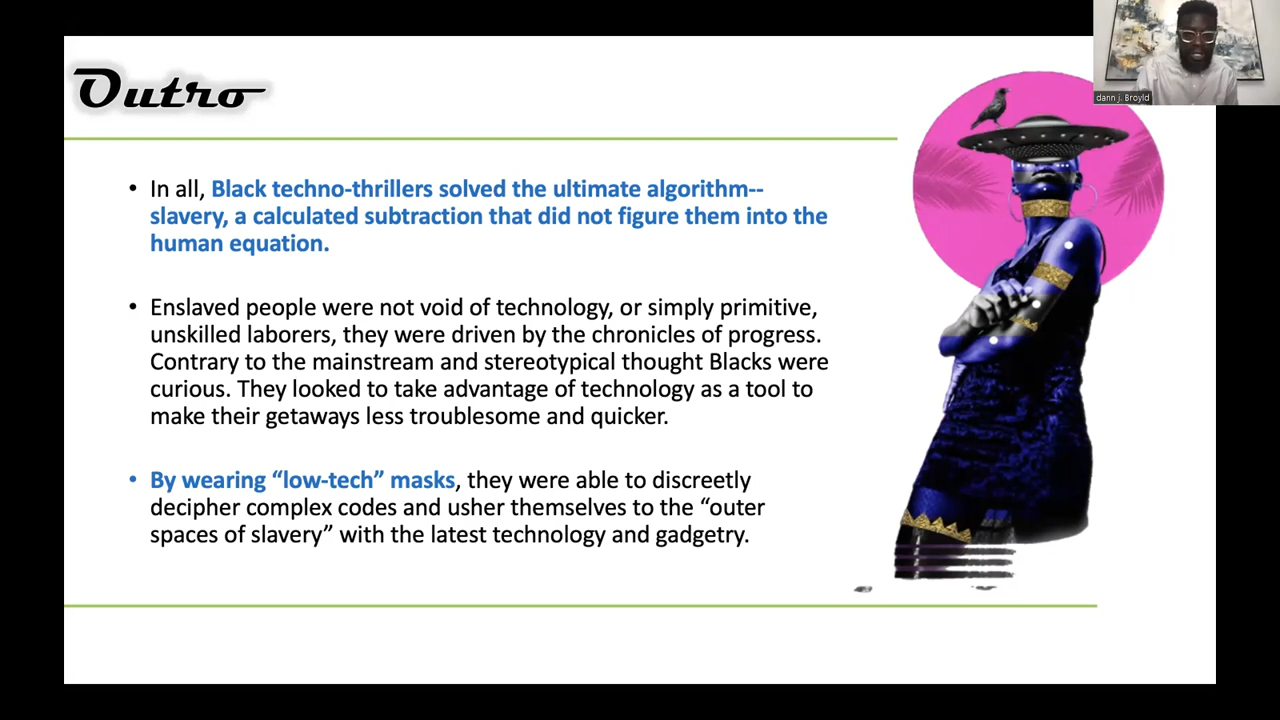 Outro
dann j. Broyld
• In all, Black techno-thrillers solved the ultimate algorithm--
slavery, a calculated subtraction that did not figure them into the
human equation.
• Enslaved people were not void of technology, or simply primitive,
unskilled laborers, they were driven by the chronicles of progress.
Contrary to the mainstream and stereotypical thought Blacks were
curious. They looked to take advantage of technology as a tool to
make their getaways less troublesome and quicker.
• By wearing “low-tech” masks, they were able to discreetly
decipher complex codes and usher themselves to the “outer
spaces of slavery” with the latest technology and gadgetry.